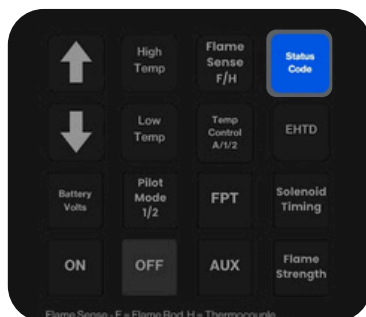 High
Temp
Flame
Sense
F/H
Status
Code
Low
Temp
Temp
Control
A/1/2
EHTD
Battery
Volts
Pilot
Mode
1/2
FPT
Solenoid
Timing
ON
OFF
AUX
Flame
Strength
Flame Sense - F = Flame Rod, H = Thermocouple